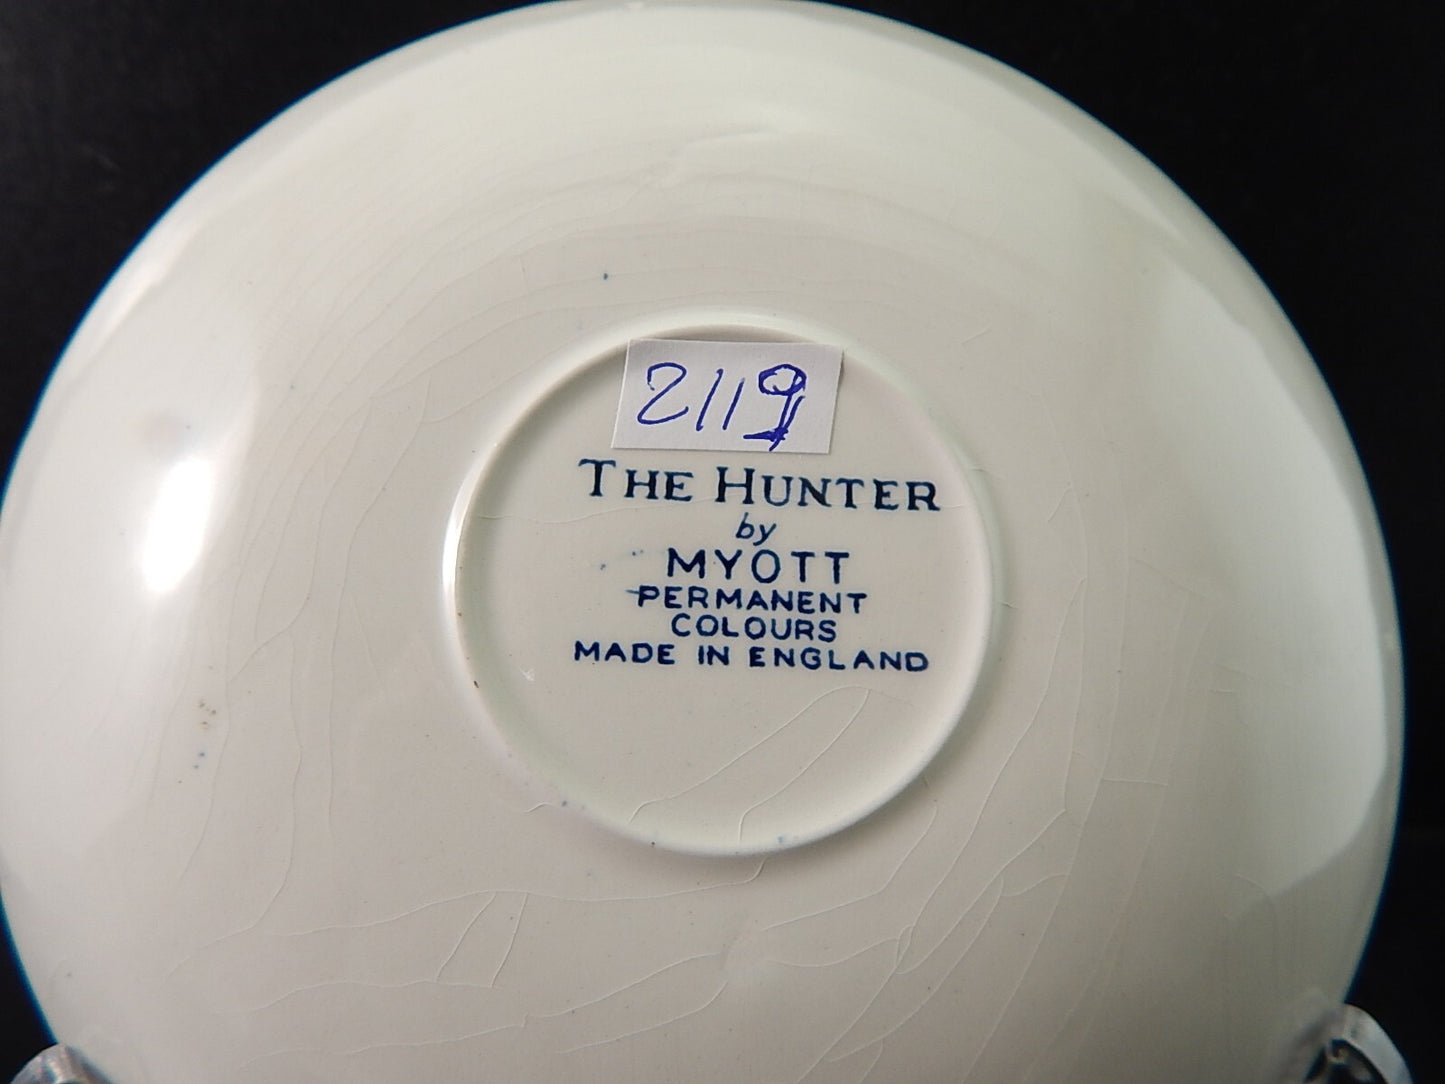 2119
THE HUNTER
by
MYOTT
PERMANENT
COLOURS
MADE IN ENGLAND